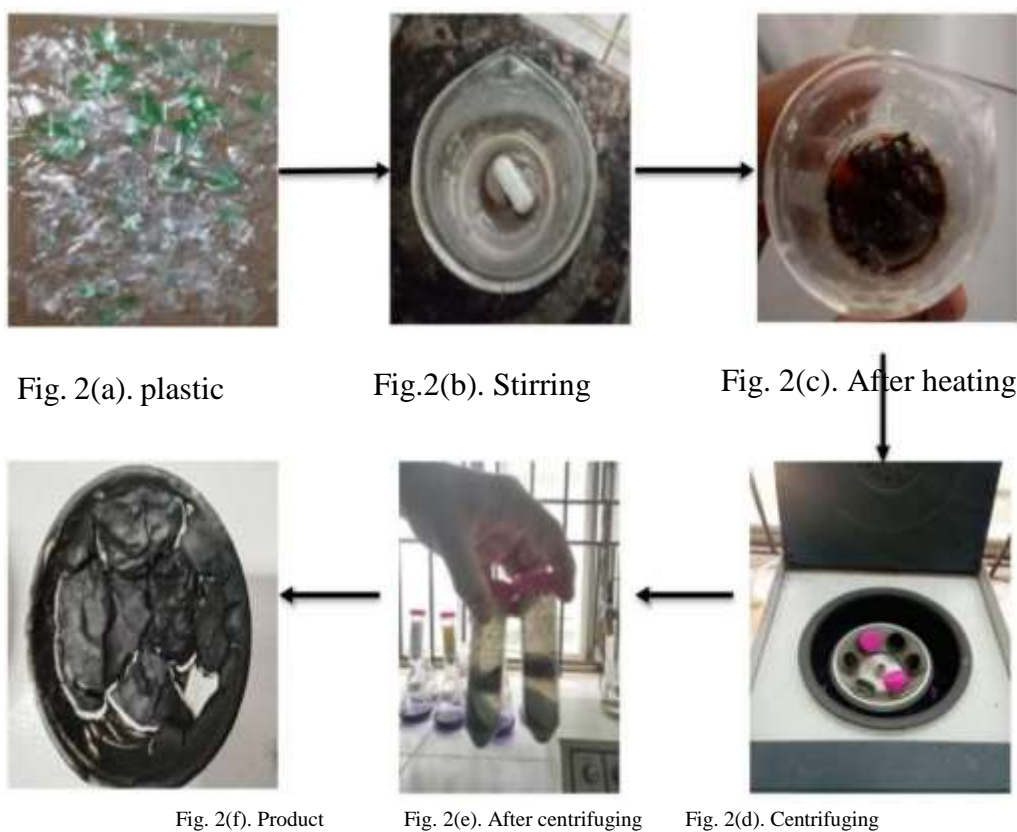 Fig. 2(a). plastic
Fig.2(b). Stirring
Fig. 2(c). After heating
Fig. 2(f). Product
Fig. 2(e). After centrifuging
Fig. 2(d). Centrifuging